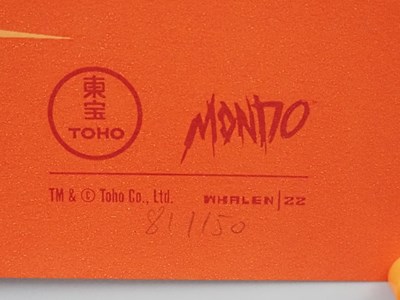 東
宝
TOHO
MONDO
TM & © Toho Co., Ltd.
WHALEN|22
81/150